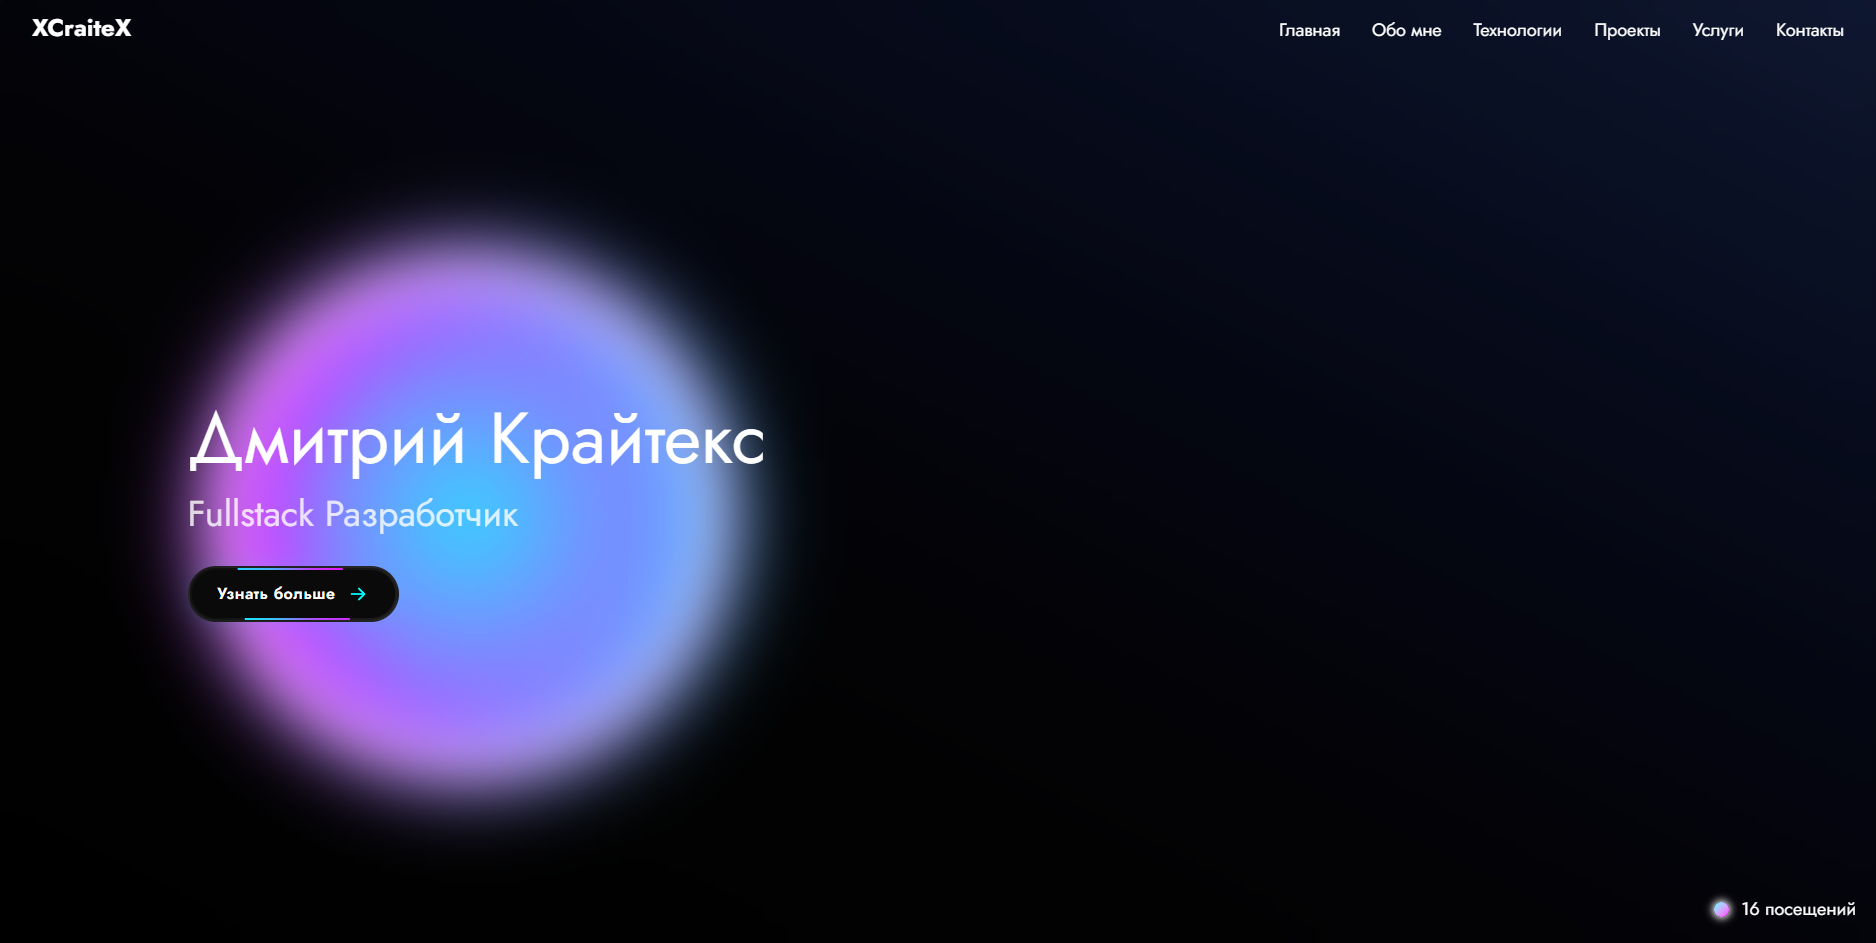 XCraiteX
Главная Обо мне Технологии Проекты Услуги Контакты
Дмитрий Крайтекс
Fullstack Разработчик
Узнать больше →
16 посещений